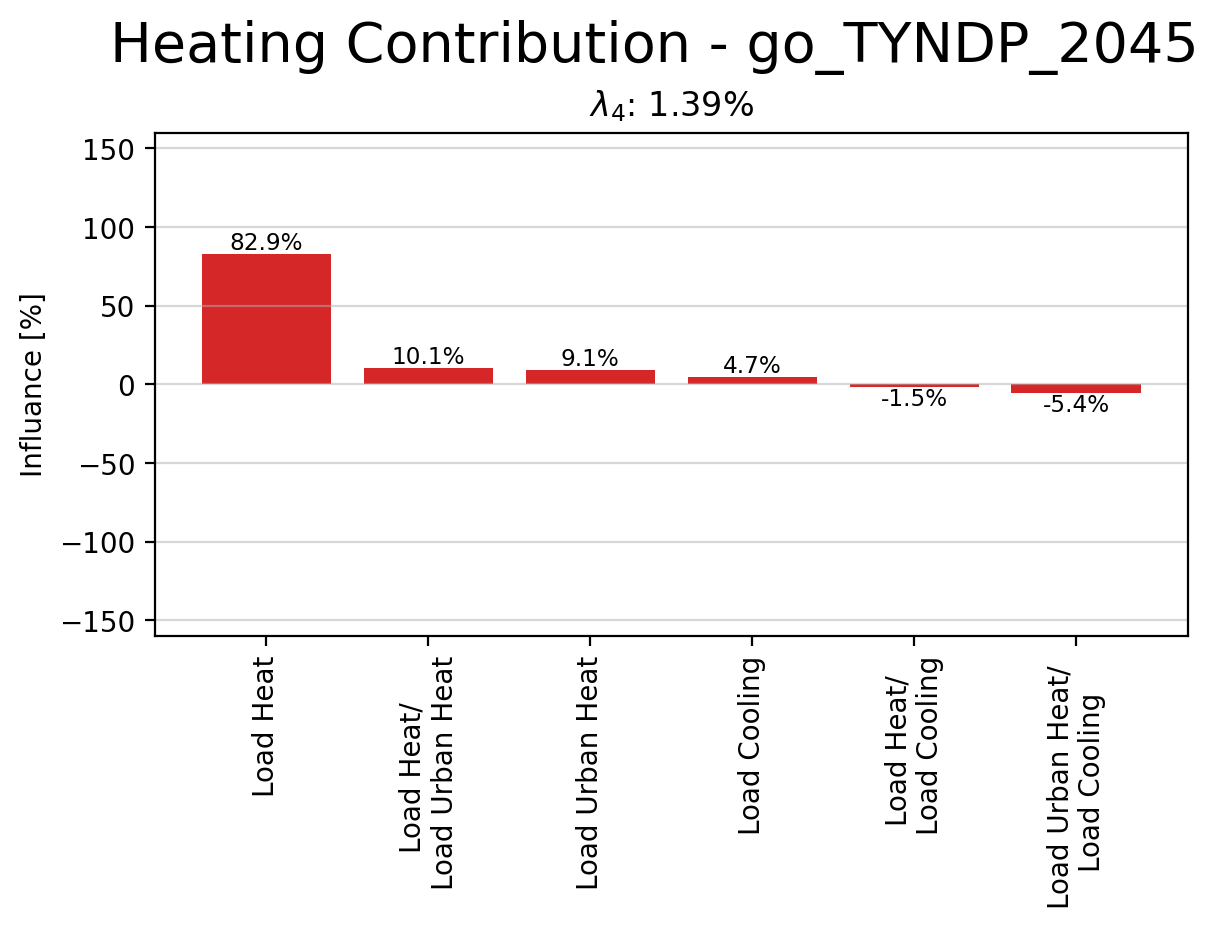 Heating Contribution - go_TYNDP_2045
λ4: 1.39%
Influance [%]
150
100
50
0
−50
−100
−150
82.9%
10.1%
9.1%
4.7%
-1.5%
-5.4%
Load Heat
Load Heat/
Load Urban Heat
Load Urban Heat
Load Cooling
Load Heat/
Load Cooling
Load Urban Heat/
Load Cooling